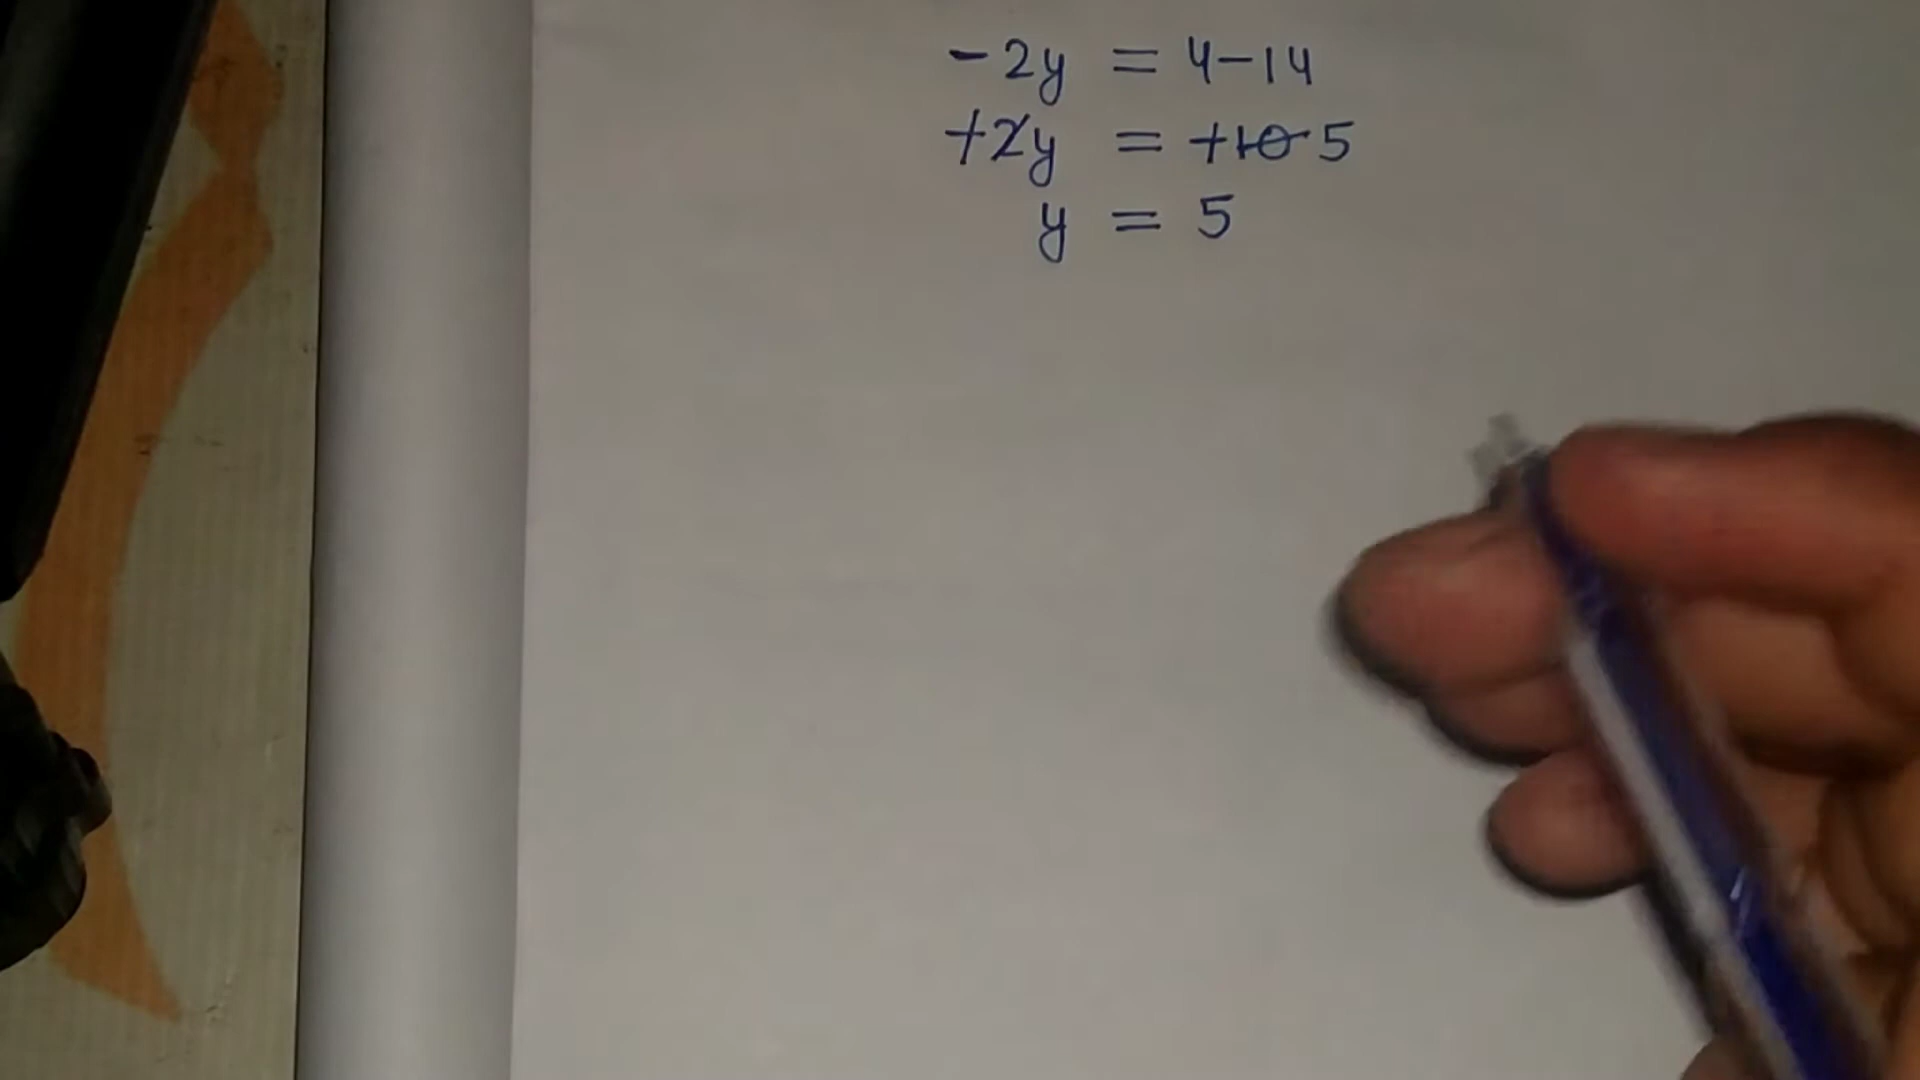 -2y = 4-14
+2y = +10 5
y = 5